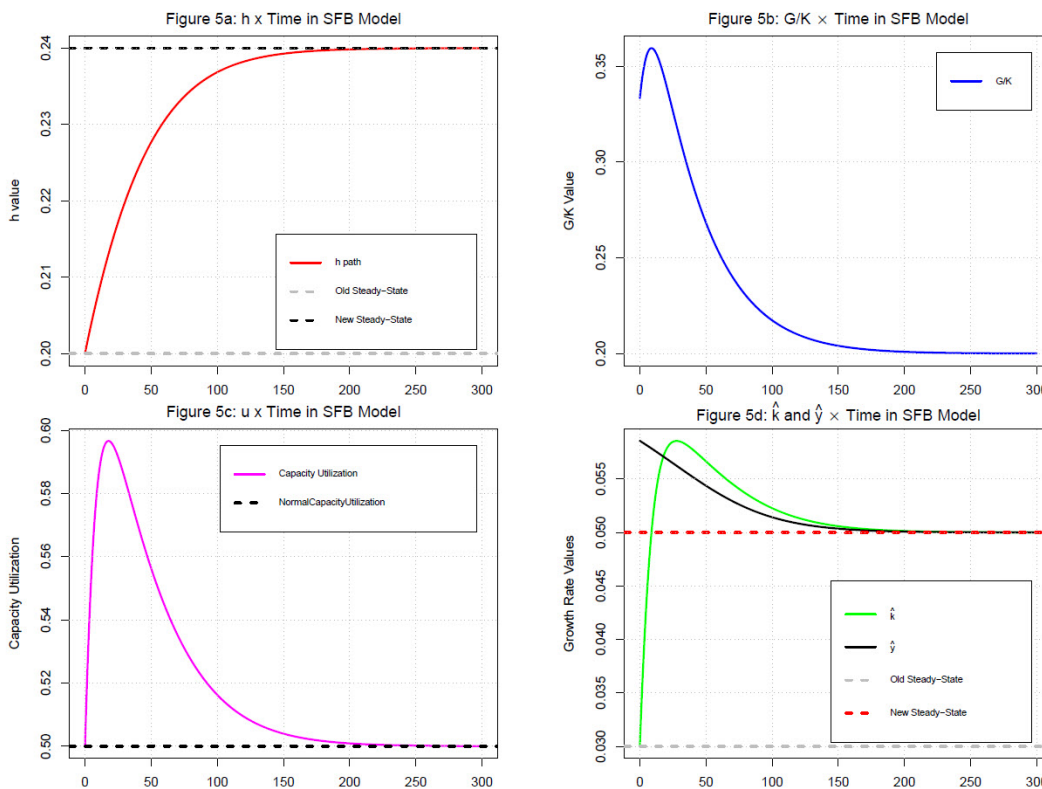 Figure 5a: h x Time in SFB Model
h value
0.20
0.21
0.22
0.23
0.24
h path
Old Steady−State
New Steady−State
0 50 100 150 200 250 300
Figure 5b: G/K × Time in SFB Model
G/K Value
0.20
0.25
0.30
0.35
G/K
0 50 100 150 200 250 300
Figure 5c: u x Time in SFB Model
Capacity Utilization
0.50
0.52
0.54
0.56
0.58
0.60
Capacity Utilization
NormalCapacityUtilization
0 50 100 150 200 250 300
Figure 5d: k̂ and ŷ × Time in SFB Model
Growth Rate Values
0.030
0.035
0.040
0.045
0.050
0.055
k̂
ŷ
Old Steady−State
New Steady−State
0 50 100 150 200 250 300